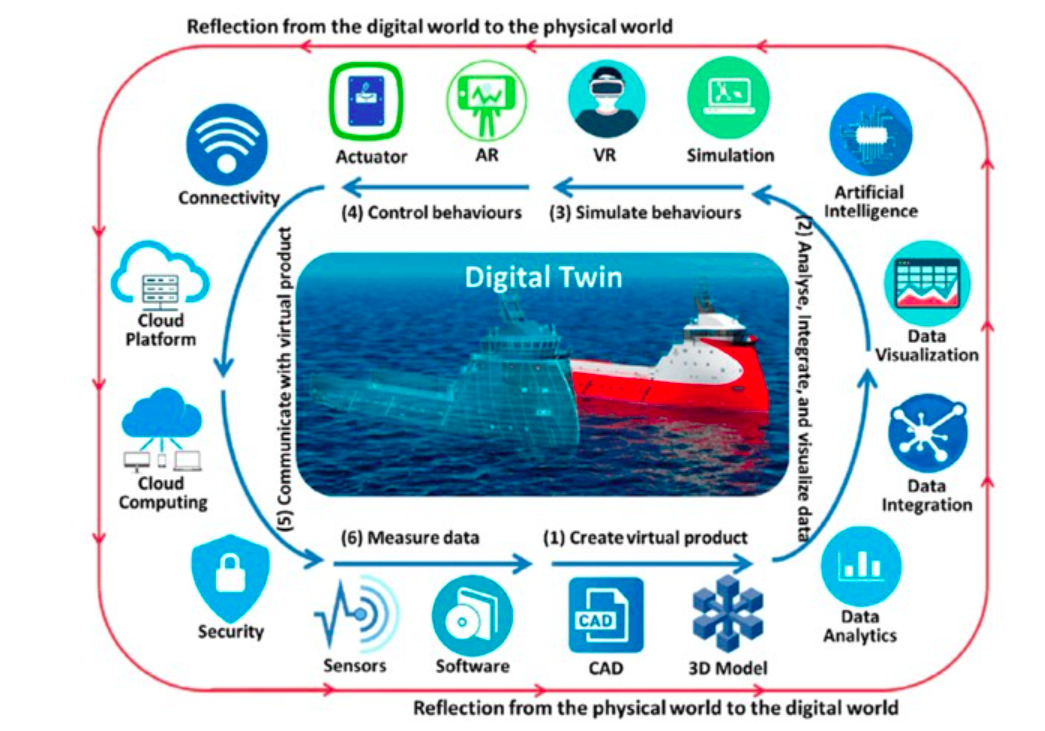 Reflection from the digital world to the physical world
Actuator
AR
VR
Simulation
Connectivity
Artificial
Intelligence
(4) Control behaviours
(3) Simulate behaviours
(5) Communicate with virtual product
Digital Twin
(2) Analyse, Integrate, and visualize data
Cloud
Platform
Data
Visualization
Cloud
Computing
Data
Integration
(6) Measure data
(1) Create virtual product
Security
Sensors
Software
CAD
CAD
3D Model
Data
Analytics
Reflection from the physical world to the digital world